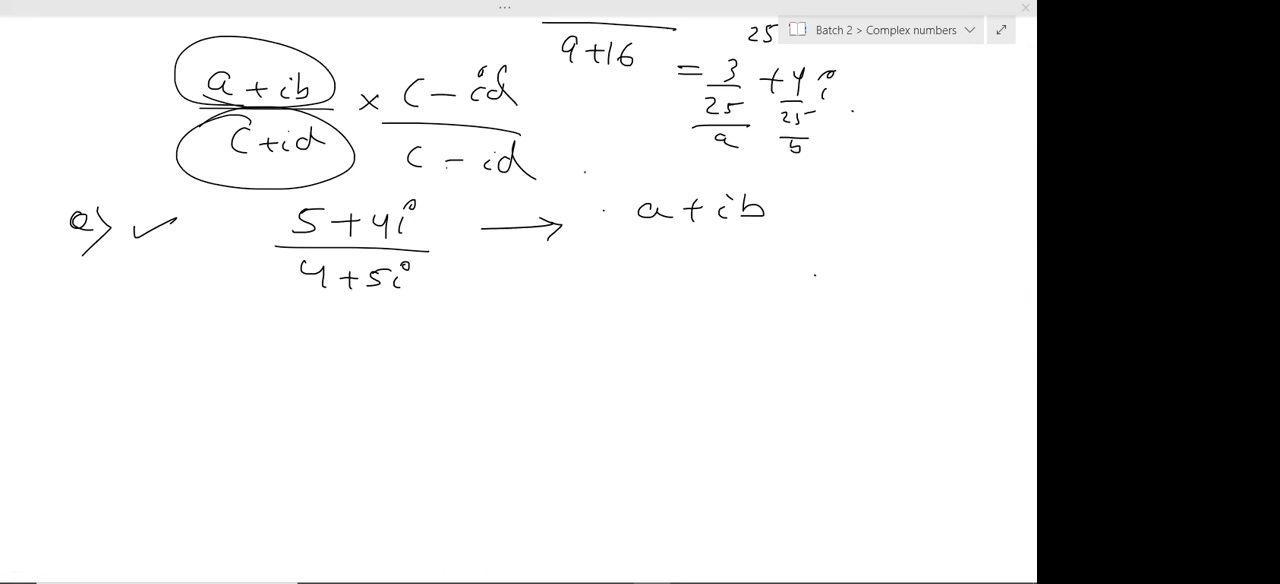 25
Batch 2 > Complex numbers
9+16
= 3/25 + 4/25 i
a b
a + ib / c + id × c - id / c - id
Q) ✓ 5 + 4i / 4 + 5i → a + ib